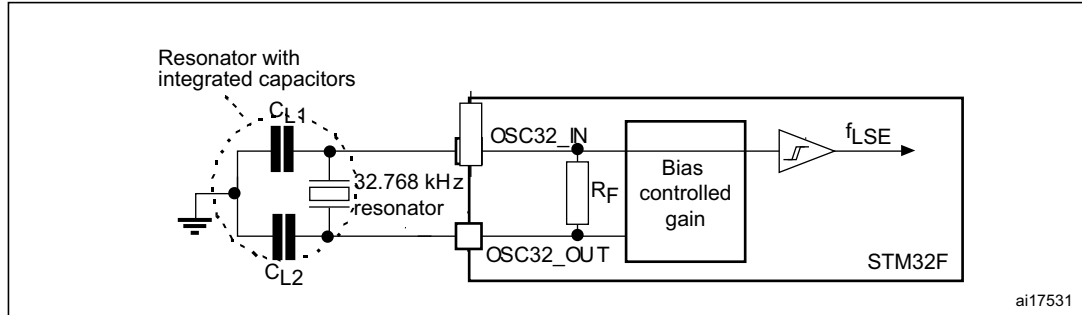 Resonator with
integrated capacitors
CL1
OSC32_IN
fLSE
32.768 kHz
resonator
RF
Bias
controlled
gain
OSC32_OUT
CL2
STM32F
ai17531